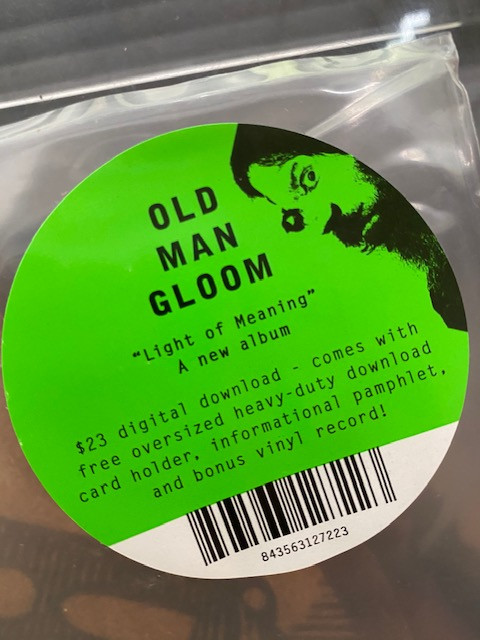 OLD
MAN
GLOOM
“Light of Meaning”
A new album
$23 digital download - comes with
free oversized heavy-duty download
card holder, informational pamphlet,
and bonus vinyl record!
843563127223